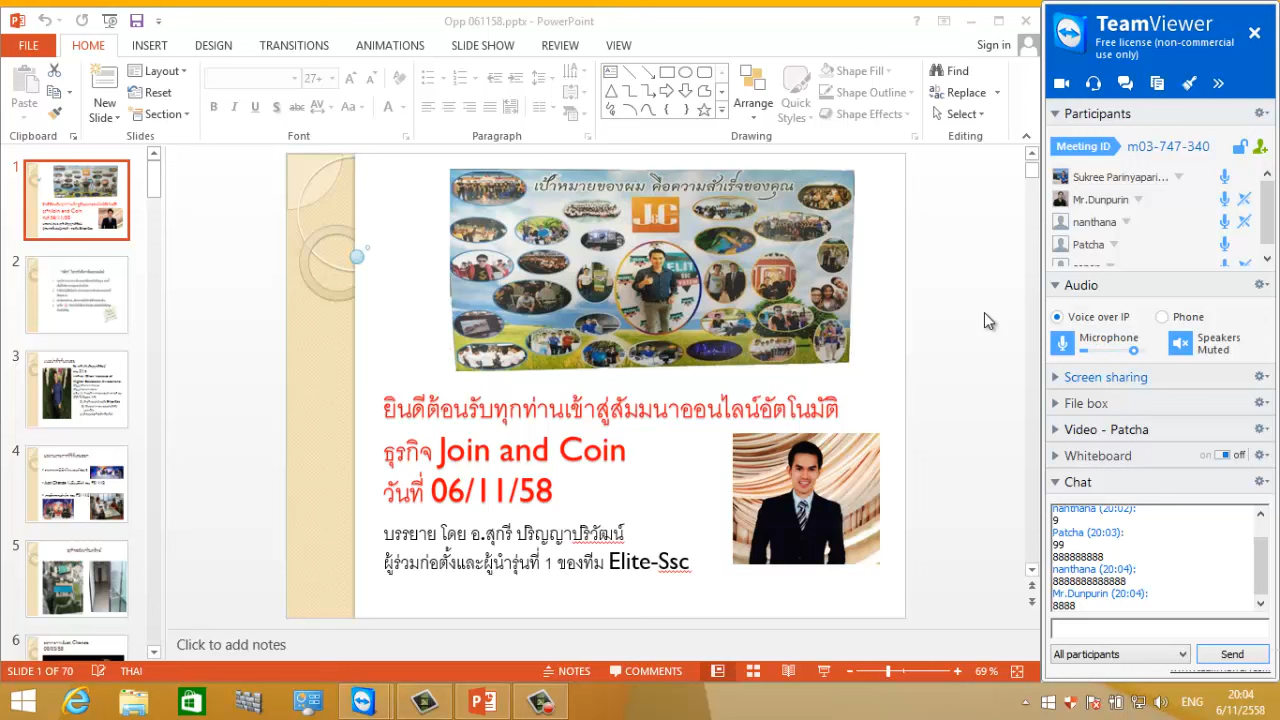 Opp 061158.pptx - PowerPoint
FILE HOME INSERT DESIGN TRANSITIONS ANIMATIONS SLIDE SHOW REVIEW VIEW Sign in
Paste
New Slide
Layout
Reset
Section
27+
Arrange
Quick Styles
Shape Fill
Shape Outline
Shape Effects
Find
Replace
Select
Clipboard Slides Font Paragraph Drawing Editing
1
2
3
4
5
6
เป้าหมายของผม คือความสำเร็จของคุณ
J&C
ยินดีต้อนรับทุกท่านเข้าสู่สัมมนาออนไลน์อัตโนมัติ
ธุรกิจ Join and Coin
วันที่ 06/11/58
บรรยาย โดย อ.สุกรี ปริญญาปริวัฒน์
ผู้ร่วมก่อตั้งและผู้นำรุ่นที่ 1 ของทีม Elite-Ssc
Click to add notes
SLIDE 1 OF 70 THAI NOTES COMMENTS 69 %
TeamViewer
Free license (non-commercial
use only)
Participants
Meeting ID m03-747-340
Sukree Parinyapari...
Mr.Dunpurin
nanthana
Patcha
Audio
Voice over IP Phone
Microphone
Speakers
Muted
Screen sharing
File box
Video - Patcha
Whiteboard on off
Chat
nanthana (20:02):
9
Patcha (20:03):
99
888888888
nanthana (20:04):
8888888888888
Mr.Dunpurin (20:04):
8888
All participants Send
www.teamviewer.com
ENG
20:04
6/11/2558